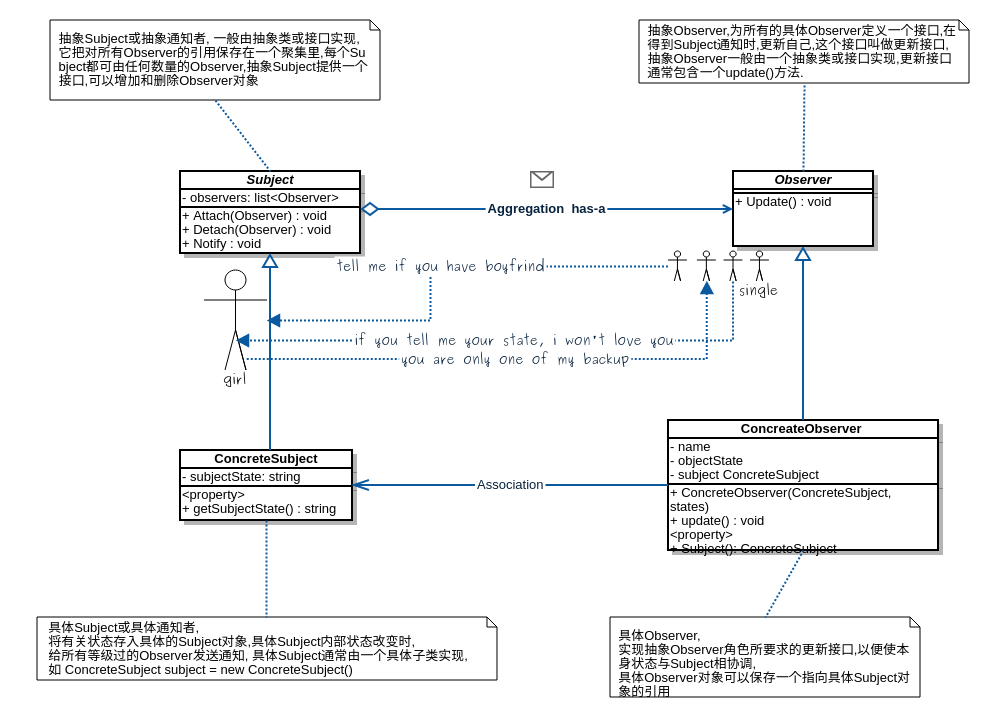 抽象Subject或抽象通知者, 一般由抽象类或接口实现,
它把对所有Observer的引用保存在一个聚集里,每个Su
bject都可由任何数量的Observer,抽象Subject提供一个
接口,可以增加和删除Observer对象
抽象Observer,为所有的具体Observer定义一个接口,在
得到Subject通知时,更新自己,这个接口叫做更新接口,
抽象Observer一般由一个抽象类或接口实现,更新接口
通常包含一个update()方法.
Subject
- observers: list<Observer>
+ Attach(Observer) : void
+ Detach(Observer) : void
+ Notify : void
Aggregation has-a
Observer
+ Update() : void
tell me if you have boyfrind
single
if you tell me your state, i won't love you
you are only one of my backup
girl
ConcreteSubject
- subjectState: string
<property>
+ getSubjectState() : string
Association
ConcreateObserver
- name
- objectState
- subject ConcreteSubject
+ ConcreteObserver(ConcreteSubject,
states)
+ update() : void
<property>
+ Subject(): ConcreteSubject
具体Subject或具体通知者,
将有关状态存入具体的Subject对象,具体Subject内部状态改变时,
给所有等级过的Observer发送通知, 具体Subject通常由一个具体子类实现,
如 ConcreteSubject subject = new ConcreteSubject()
具体Observer,
实现抽象Observer角色所要求的更新接口,以便使本
身状态与Subject相协调,
具体Observer对象可以保存一个指向具体Subject对
象的引用